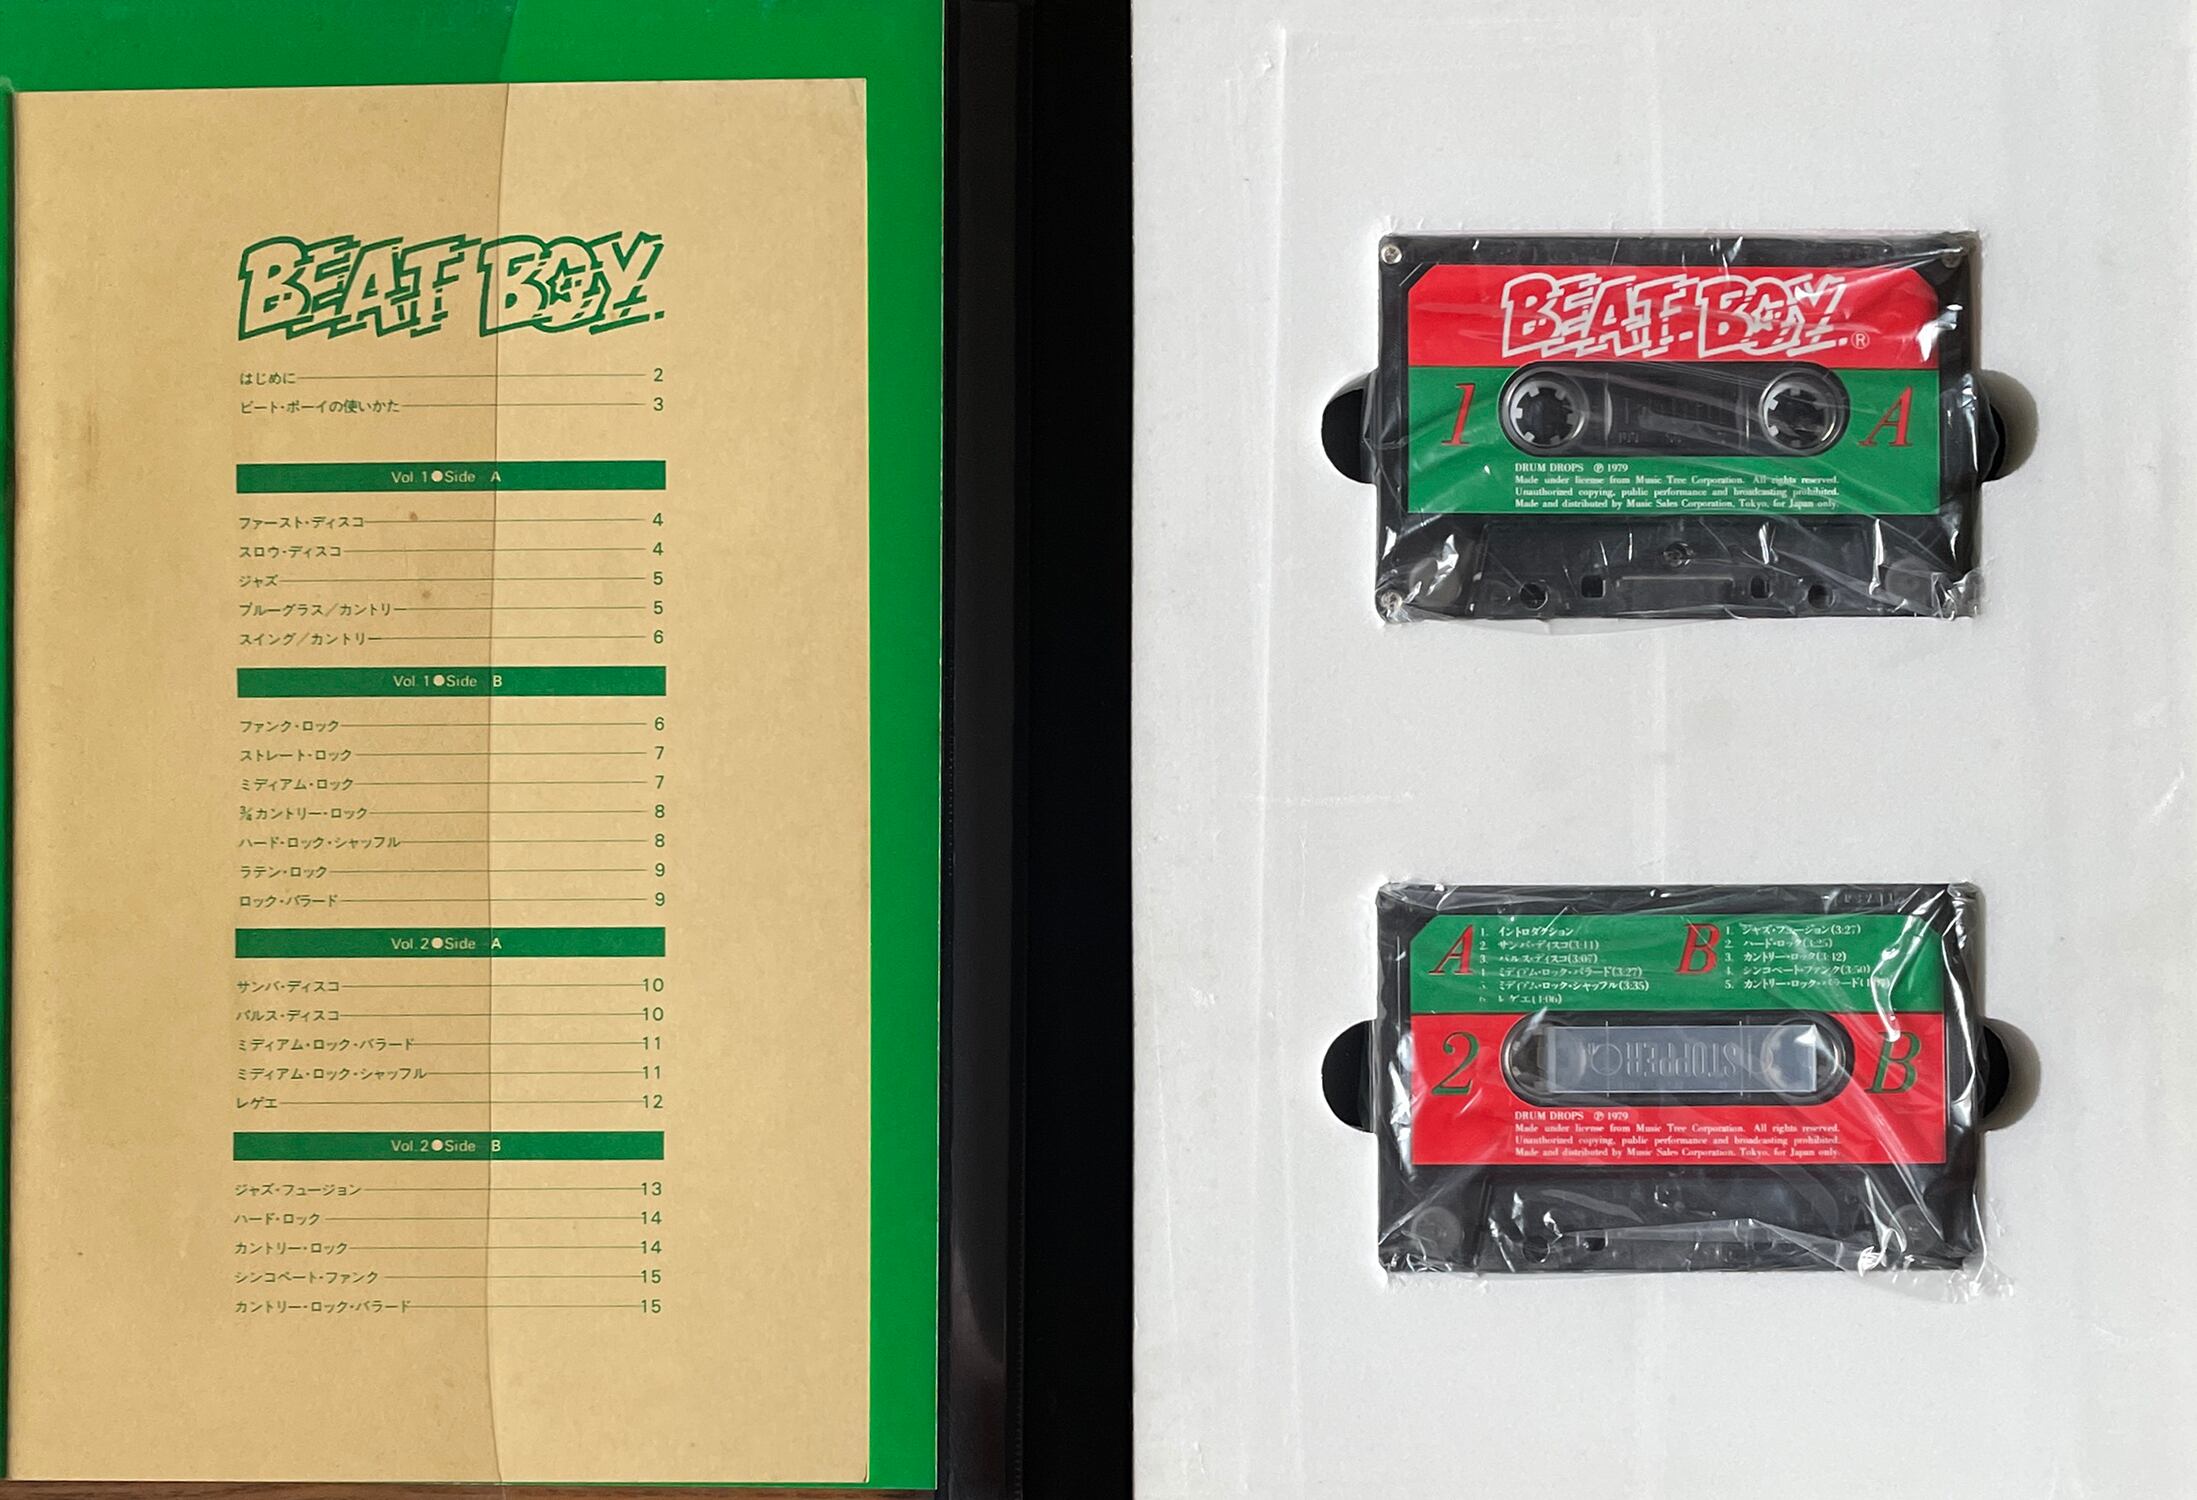 BEAT BOY.
はじめに 2
ビート・ボーイの使いかた 3
Vol.1●Side A
ファースト・ディスコ 4
スロウ・ディスコ 4
ジャズ 5
ブルーグラス／カントリー 5
スイング／カントリー 6
Vol.1●Side B
ファンク・ロック 6
ストレート・ロック 7
ミディアム・ロック 7
¾カントリー・ロック 8
ハード・ロック・シャッフル 8
ラテン・ロック 9
ロック・バラード 9
Vol.2●Side A
サンバ・ディスコ 10
パルス・ディスコ 10
ミディアム・ロック・バラード 11
ミディアム・ロック・シャッフル 11
レゲエ 12
Vol.2●Side B
ジャズ・フュージョン 13
ハード・ロック 14
カントリー・ロック 14
シンコペート・ファンク 15
カントリー・ロック・バラード 15
BEAT BOY.®
1 A
DRUM DROPS ℗ 1979
Made under license from Music Tree Corporation. All rights reserved.
Unauthorized copying, public performance and broadcasting prohibited.
Made and distributed by Music Sales Corporation, Tokyo, for Japan only.
A
1. イントロダクション
2. サンバ・ディスコ(3:11)
3. パルス・ディスコ(3:07)
4. ミディアム・ロック・バラード(3:27)
5. ミディアム・ロック・シャッフル(3:35)
6. レゲエ
B
1. ジャズ・フュージョン(3:27)
2. ハード・ロック(3:25)
3. カントリー・ロック(3:42)
4. シンコペート・ファンク(3:50)
5. カントリー・ロック・バラード
2 B
STOPPER
DRUM DROPS ℗ 1979
Made under license from Music Tree Corporation. All rights reserved.
Unauthorized copying, public performance and broadcasting prohibited.
Made and distributed by Music Sales Corporation, Tokyo, for Japan only.